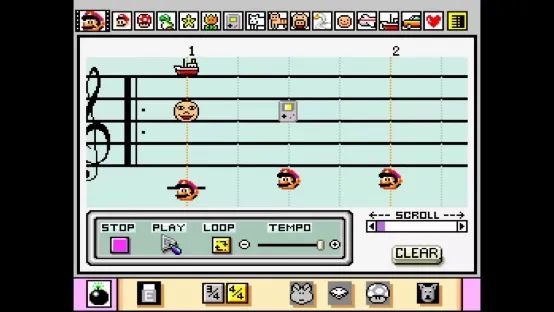 1 2
<--- SCROLL -->
STOP PLAY LOOP TEMPO
CLEAR
3/4 4/4